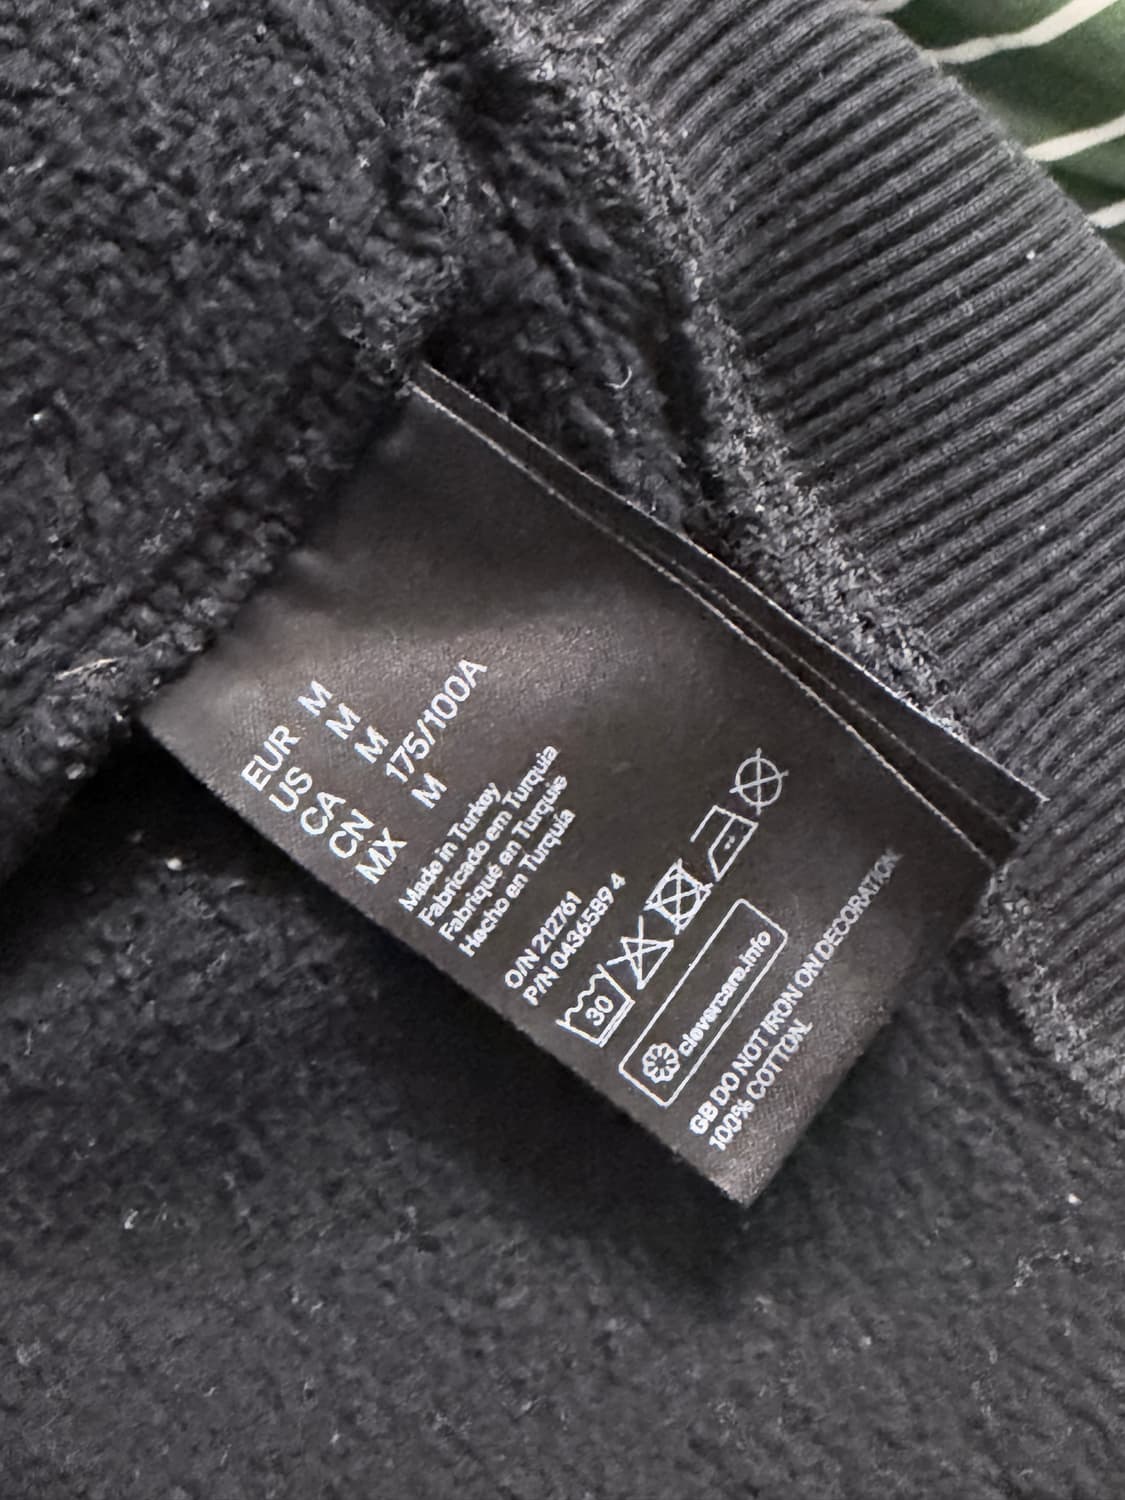 EUR M
US M
CA M
CN 175/100A
MX M
Made in Turkey
Fabricado em Turquia
Fabriqué en Turquie
Hecho en Turquía
O/N 212761
P/N 0436589 4
30
clevercare.info
GB DO NOT IRON ON DECORATION.
100% COTTON.